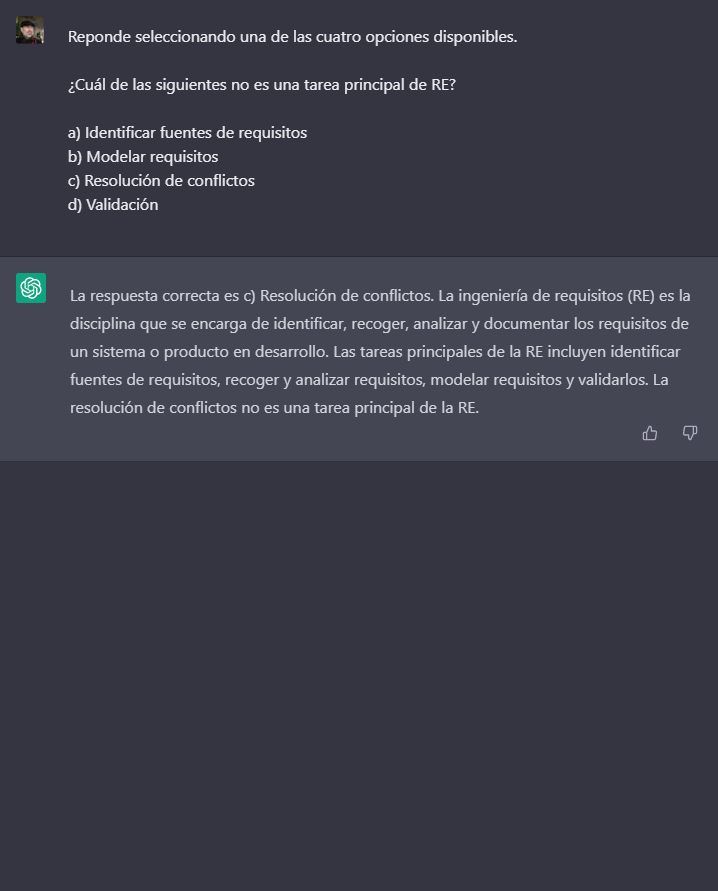 Reponde seleccionando una de las cuatro opciones disponibles.
¿Cuál de las siguientes no es una tarea principal de RE?
a) Identificar fuentes de requisitos
b) Modelar requisitos
c) Resolución de conflictos
d) Validación
La respuesta correcta es c) Resolución de conflictos. La ingeniería de requisitos (RE) es la
disciplina que se encarga de identificar, recoger, analizar y documentar los requisitos de
un sistema o producto en desarrollo. Las tareas principales de la RE incluyen identificar
fuentes de requisitos, recoger y analizar requisitos, modelar requisitos y validarlos. La
resolución de conflictos no es una tarea principal de la RE.